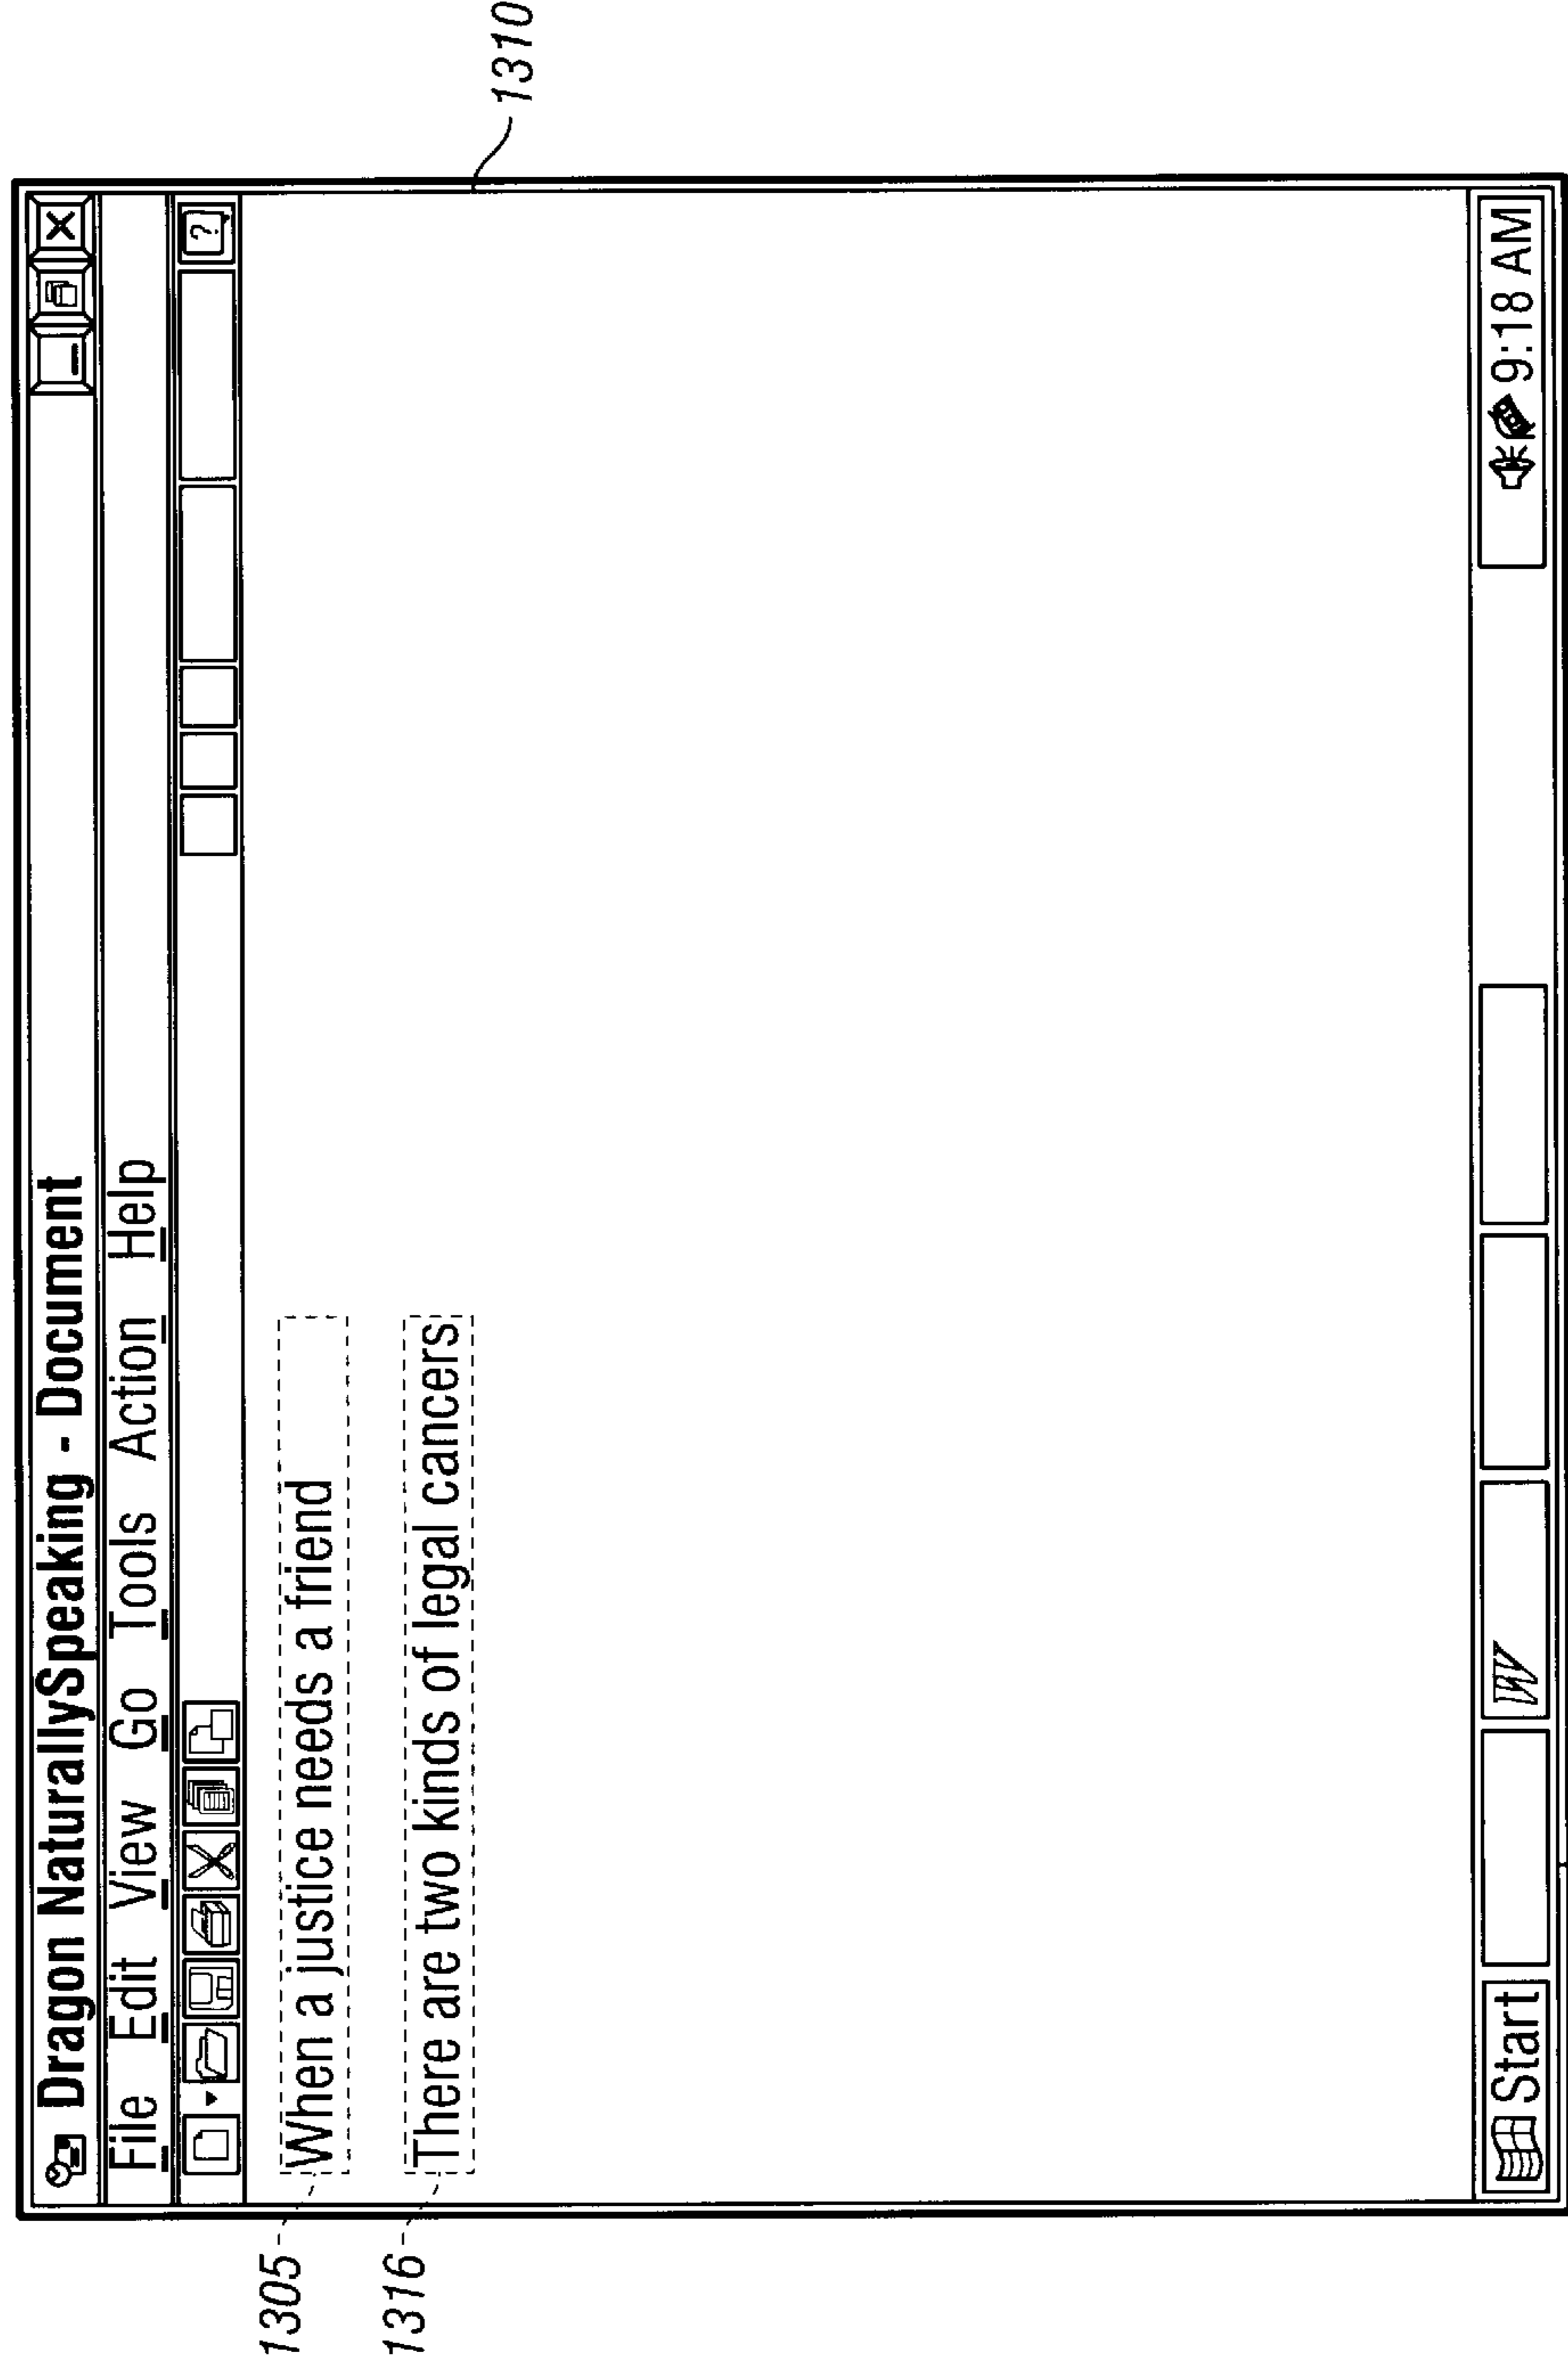 Dragon NaturallySpeaking - Document
File Edit View Go Tools Action Help
?
1310
1305
When a justice needs a friend
1316
There are two kinds of legal cancers
Start
W
9:18 AM